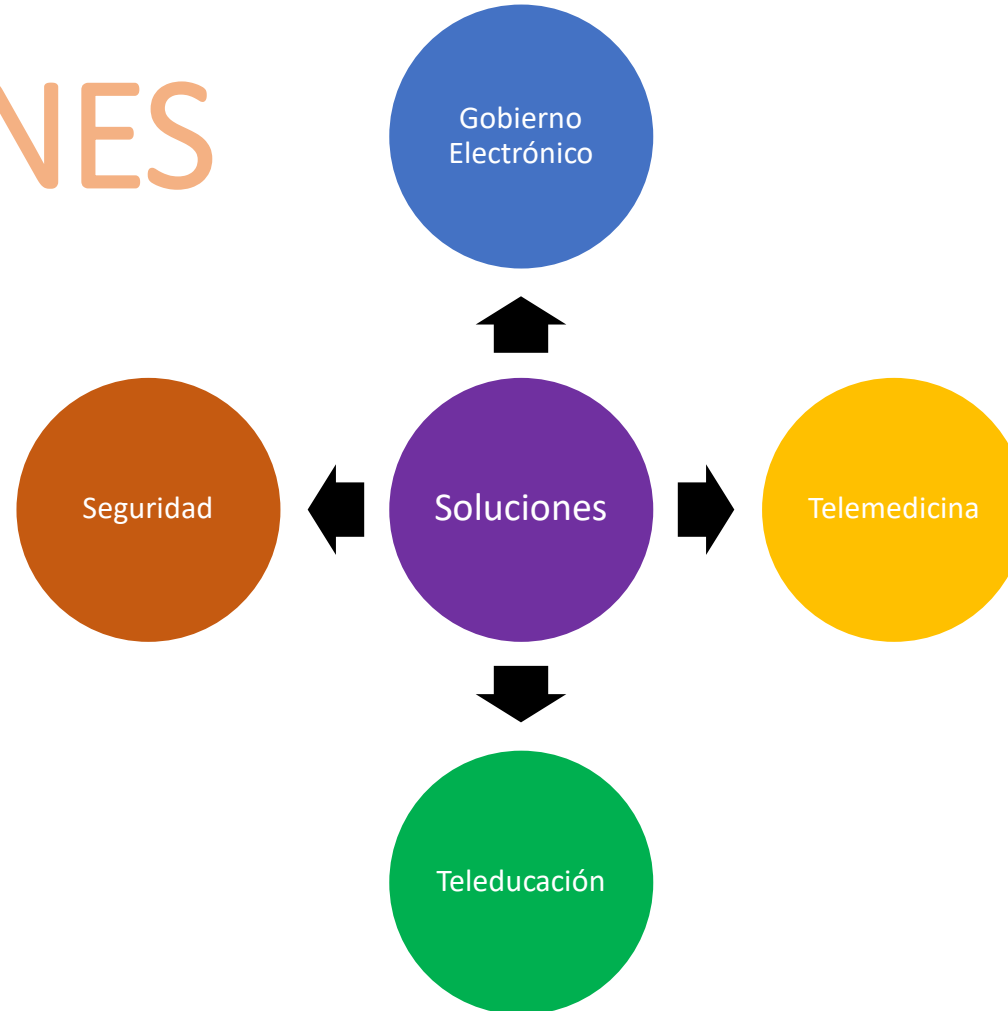 NES
Gobierno
Electrónico
Seguridad
Soluciones
Telemedicina
Teleducación